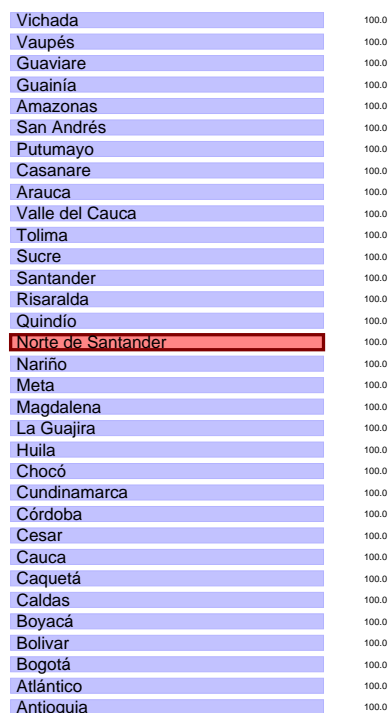 Vichada 100.0
Vaupés 100.0
Guaviare 100.0
Guainía 100.0
Amazonas 100.0
San Andrés 100.0
Putumayo 100.0
Casanare 100.0
Arauca 100.0
Valle del Cauca 100.0
Tolima 100.0
Sucre 100.0
Santander 100.0
Risaralda 100.0
Quindío 100.0
Norte de Santander 100.0
Nariño 100.0
Meta 100.0
Magdalena 100.0
La Guajira 100.0
Huila 100.0
Chocó 100.0
Cundinamarca 100.0
Córdoba 100.0
Cesar 100.0
Cauca 100.0
Caquetá 100.0
Caldas 100.0
Boyacá 100.0
Bolivar 100.0
Bogotá 100.0
Atlántico 100.0
Antioquia 100.0